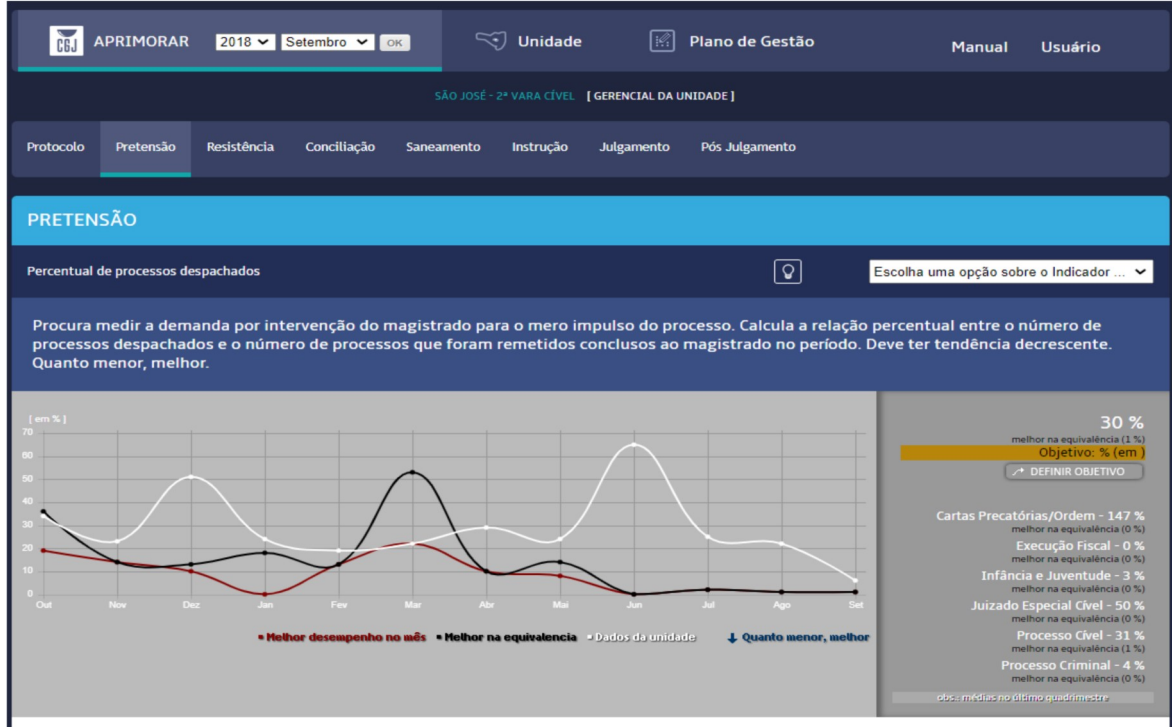 CGJ APRIMORAR 2018 Setembro OK Unidade Plano de Gestão Manual Usuário
SÃO JOSÉ - 2ª VARA CÍVEL [ GERENCIAL DA UNIDADE ]
Protocolo Pretensão Resistência Conciliação Saneamento Instrução Julgamento Pós Julgamento
PRETENSÃO
Percentual de processos despachados Escolha uma opção sobre o Indicador ...
Procura medir a demanda por intervenção do magistrado para o mero impulso do processo. Calcula a relação percentual entre o número de
processos despachados e o número de processos que foram remetidos conclusos ao magistrado no período. Deve ter tendência decrescente.
Quanto menor, melhor.
[ em % ]
70
60
50
40
30
20
10
0
Out Nov Dez Jan Fev Mar Abr Mai Jun Jul Ago Set
Melhor desempenho no mês Melhor na equivalencia Dados da unidade Quanto menor, melhor
30 %
melhor na equivalência (1 %)
Objetivo: % (em )
DEFINIR OBJETIVO
Cartas Precatórias/Ordem - 147 %
melhor na equivalência (0 %)
Execução Fiscal - 0 %
melhor na equivalência (0 %)
Infância e Juventude - 3 %
melhor na equivalência (0 %)
Juizado Especial Cível - 50 %
melhor na equivalência (0 %)
Processo Cível - 31 %
melhor na equivalência (1 %)
Processo Criminal - 4 %
melhor na equivalência (0 %)
obs.: médias no último quadrimestre